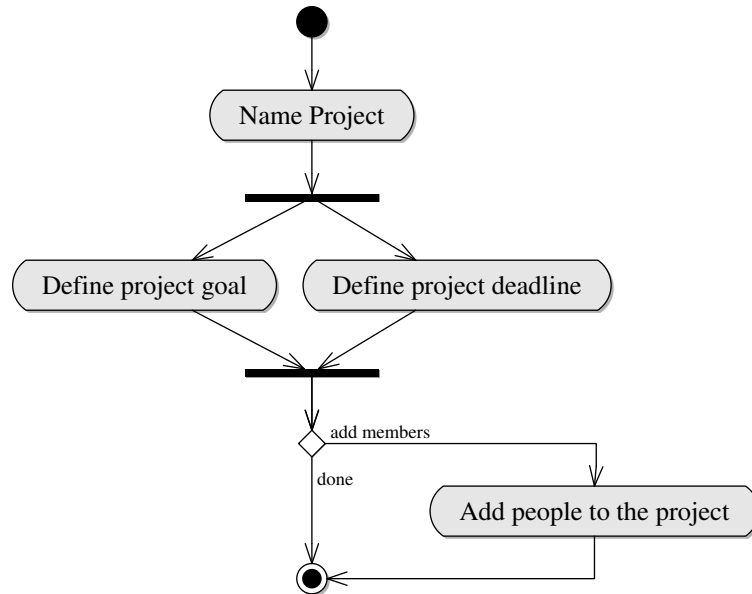 Name Project
Define project goal
Define project deadline
add members
done
Add people to the project